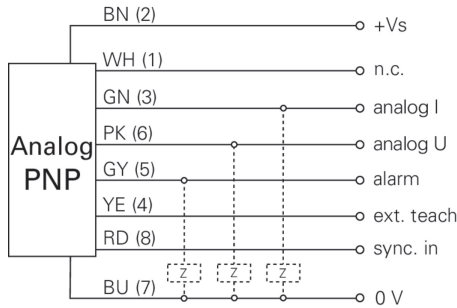 BN (2) +Vs
WH (1) n.c.
GN (3) analog I
PK (6) analog U
Analog
PNP
GY (5) alarm
YE (4) ext. teach
RD (8) sync. in
Z Z Z
BU (7) 0 V